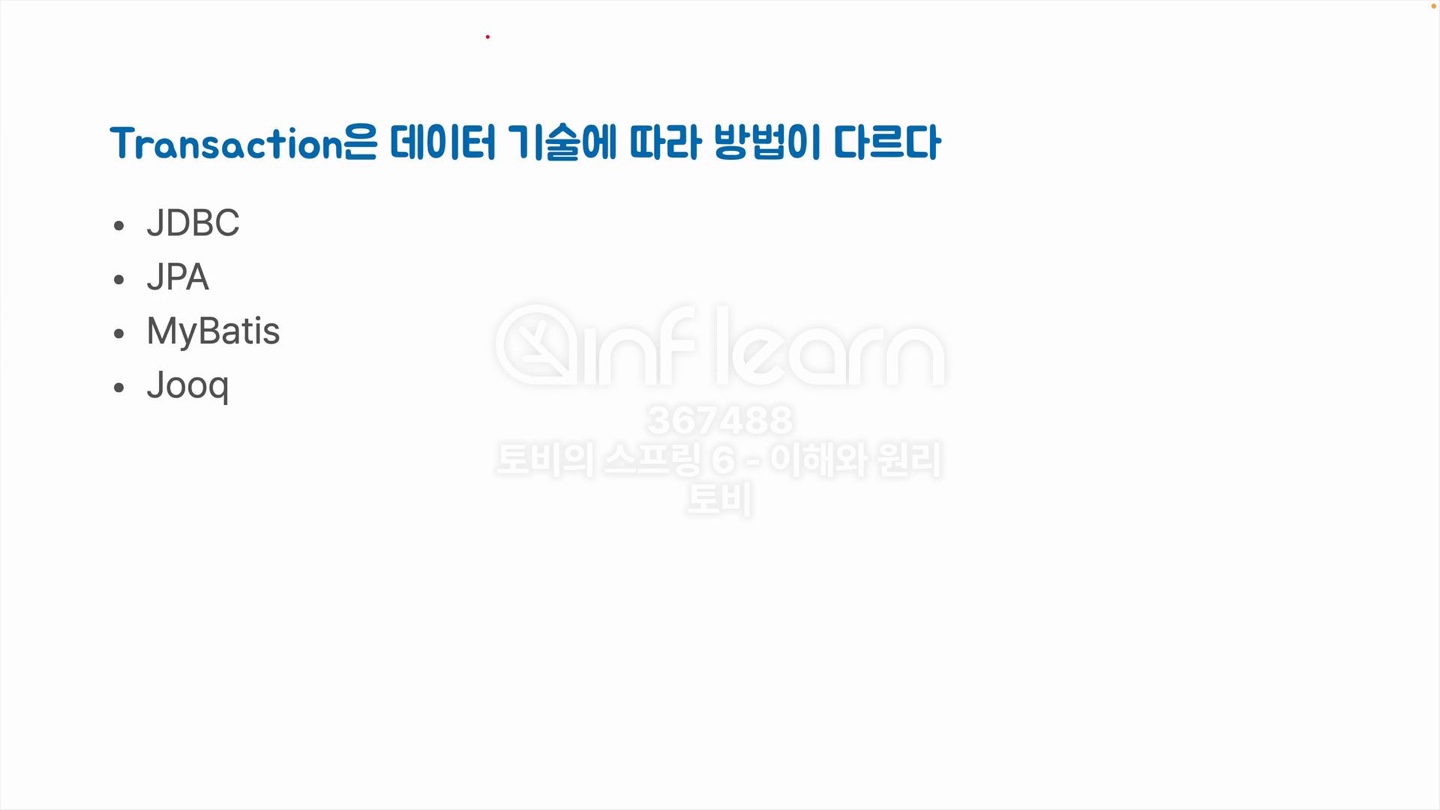 Transaction은 데이터 기술에 따라 방법이 다르다
• JDBC
• JPA
• MyBatis
• Jooq
inflearn
367488
토비의 스프링 6 - 이해와 원리
토비